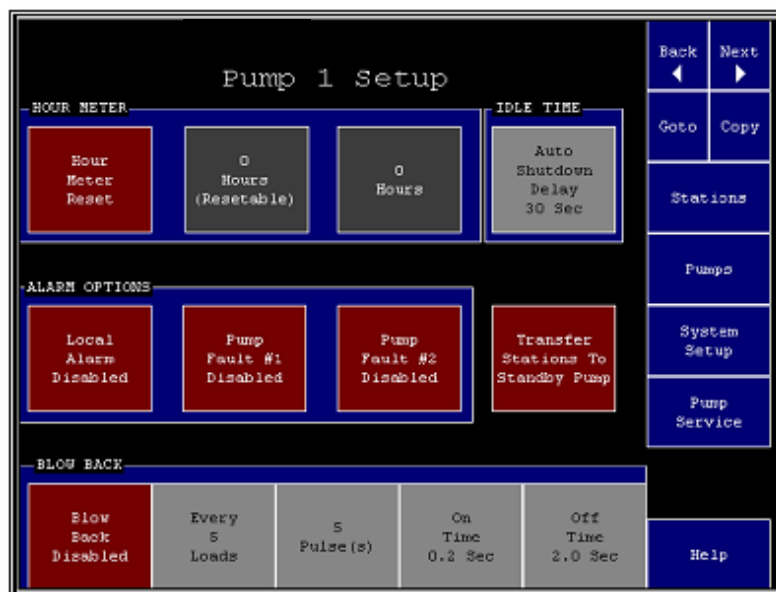 Pump 1 Setup
HOUR METER
Hour
Meter
Reset
0
Hours
(Resetable)
0
Hours
IDLE TIME
Auto
Shutdown
Delay
30 Sec
ALARM OPTIONS
Local
Alarm
Disabled
Pump
Fault #1
Disabled
Pump
Fault #2
Disabled
Transfer
Stations To
Standby Pump
BLOW BACK
Blow
Back
Disabled
Every
5
Loads
5
Pulse(s)
On
Time
0.2 Sec
Off
Time
2.0 Sec
Back
Next
Goto
Copy
Stations
Pumps
System
Setup
Pump
Service
Help